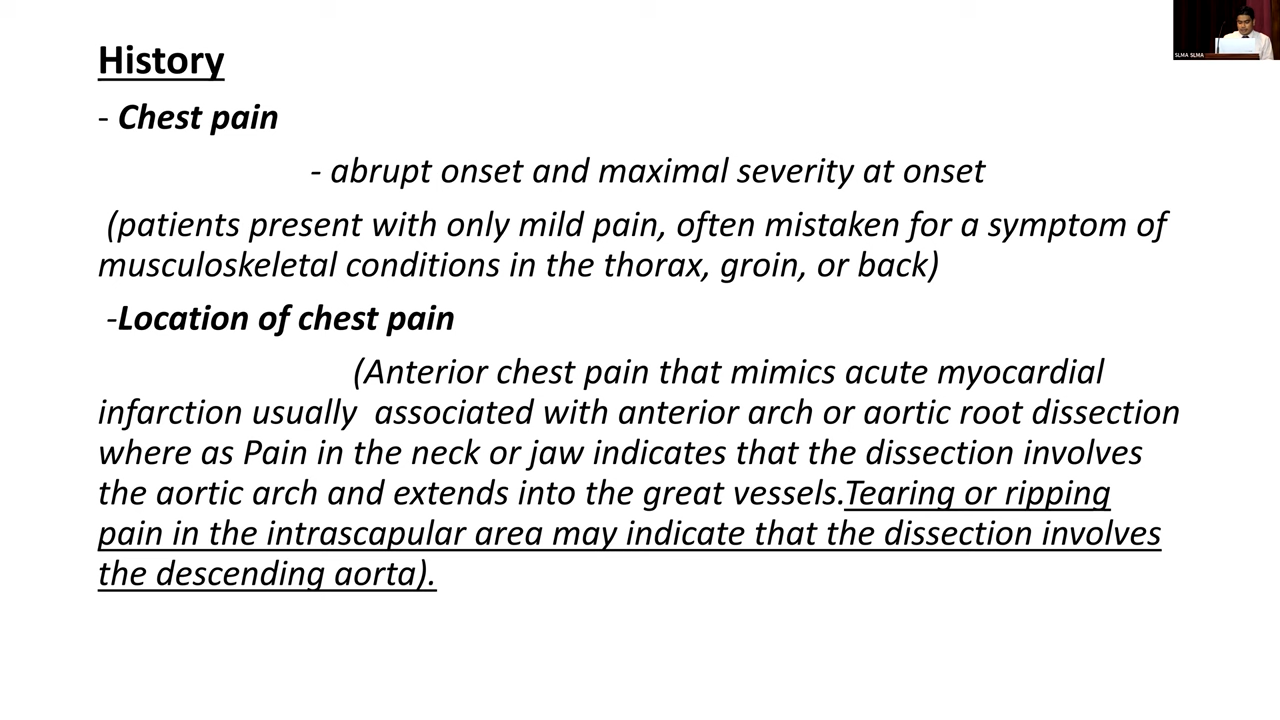 History
- Chest pain
- abrupt onset and maximal severity at onset
(patients present with only mild pain, often mistaken for a symptom of
musculoskeletal conditions in the thorax, groin, or back)
-Location of chest pain
(Anterior chest pain that mimics acute myocardial
infarction usually  associated with anterior arch or aortic root dissection
where as Pain in the neck or jaw indicates that the dissection involves
the aortic arch and extends into the great vessels.Tearing or ripping
pain in the intrascapular area may indicate that the dissection involves
the descending aorta).
SLMA SLMA